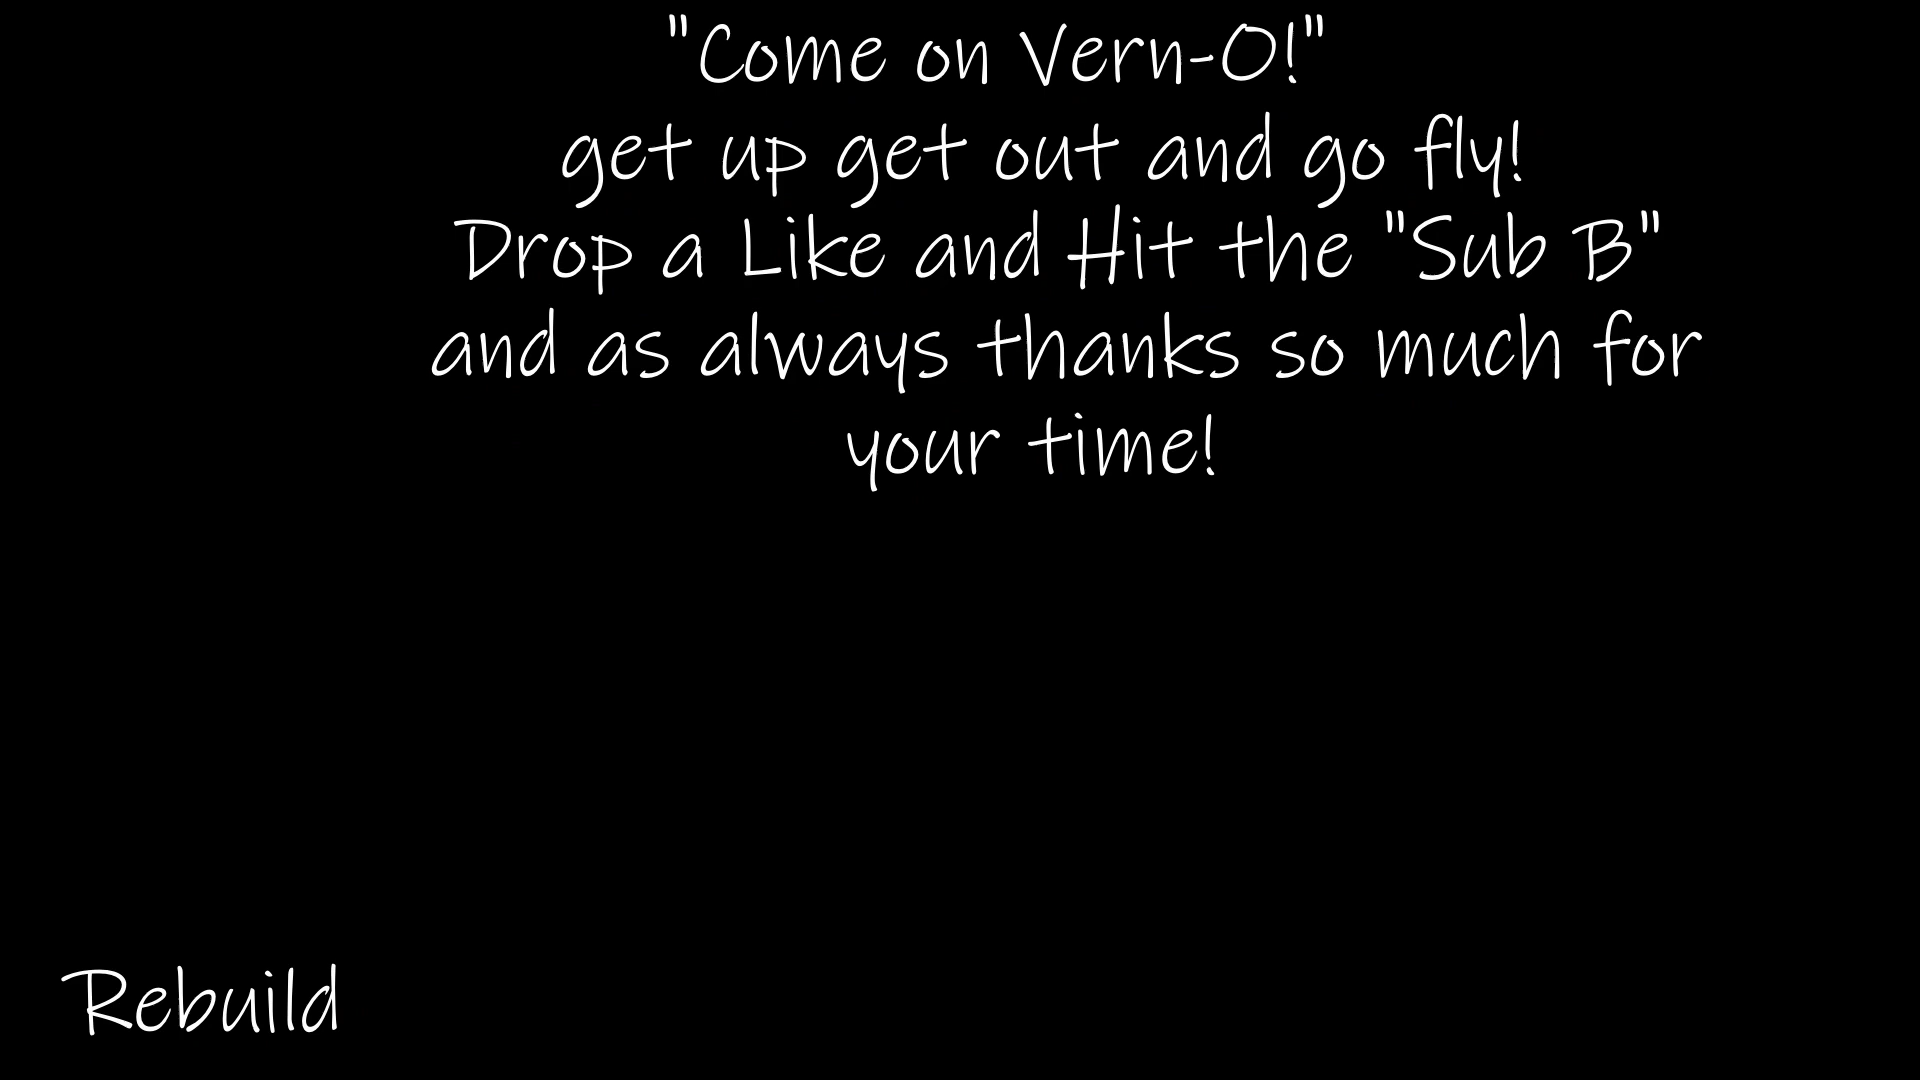 "Come on Vern-O!"
get up get out and go fly!
Drop a Like and Hit the "Sub B"
and as always thanks so much for
your time!
Rebuild